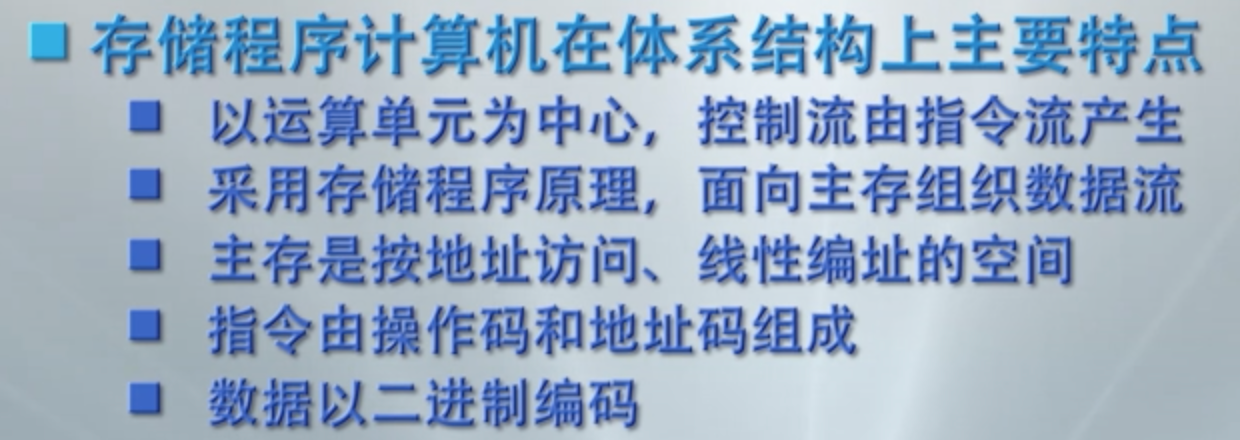 存储程序计算机在体系结构上主要特点
以运算单元为中心，控制流由指令流产生
采用存储程序原理，面向主存组织数据流
主存是按地址访问、线性编址的空间
指令由操作码和地址码组成
数据以二进制编码